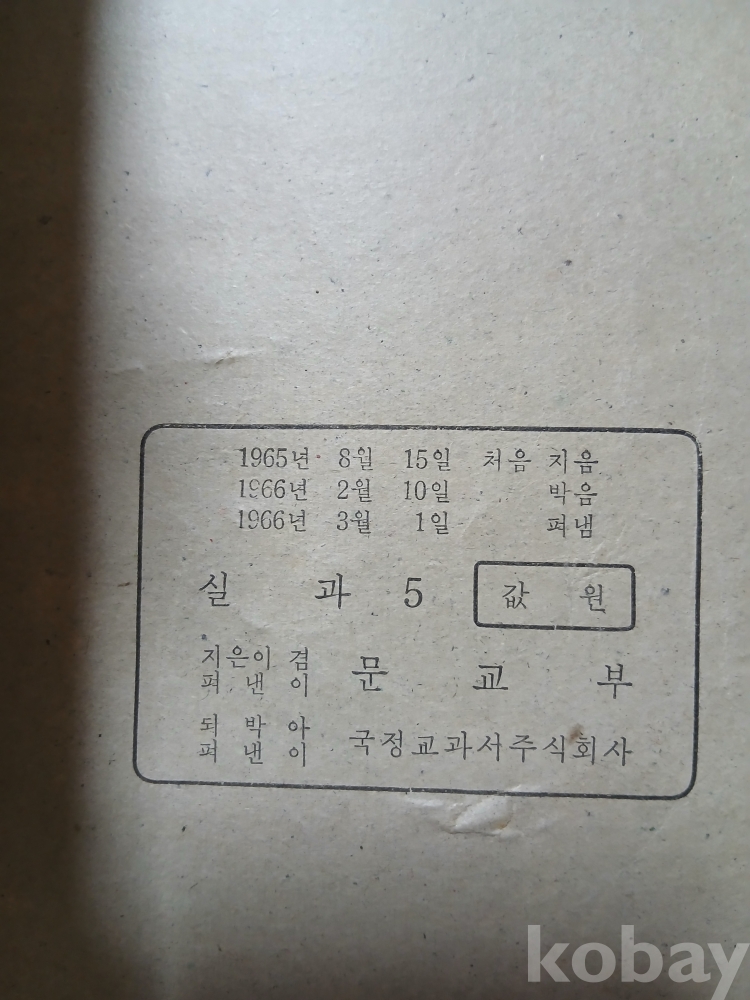 1965년 8월 15일 처음 지음
1966년 2월 10일 박음
1966년 3월 1일 펴냄
실 과 5 값 원
지은이 겸
펴 낸 이 문 교 부
되 박 아
펴 낸 이 국정교과서주식회사
kobay